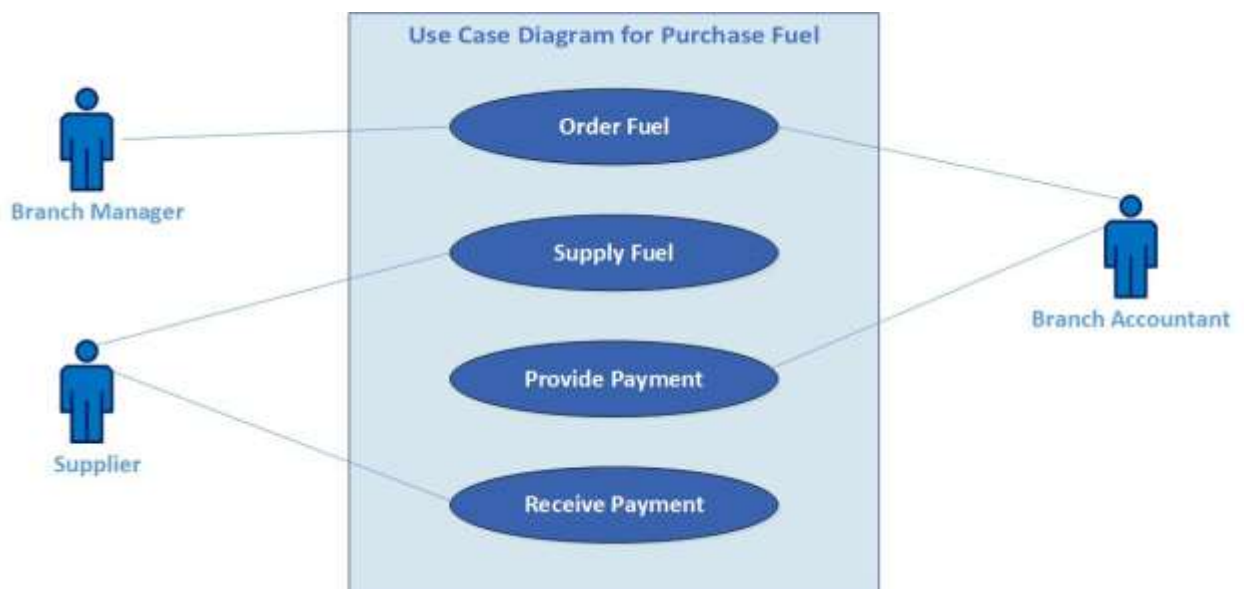 Use Case Diagram for Purchase Fuel
Order Fuel
Branch Manager
Supply Fuel
Branch Accountant
Provide Payment
Supplier
Receive Payment